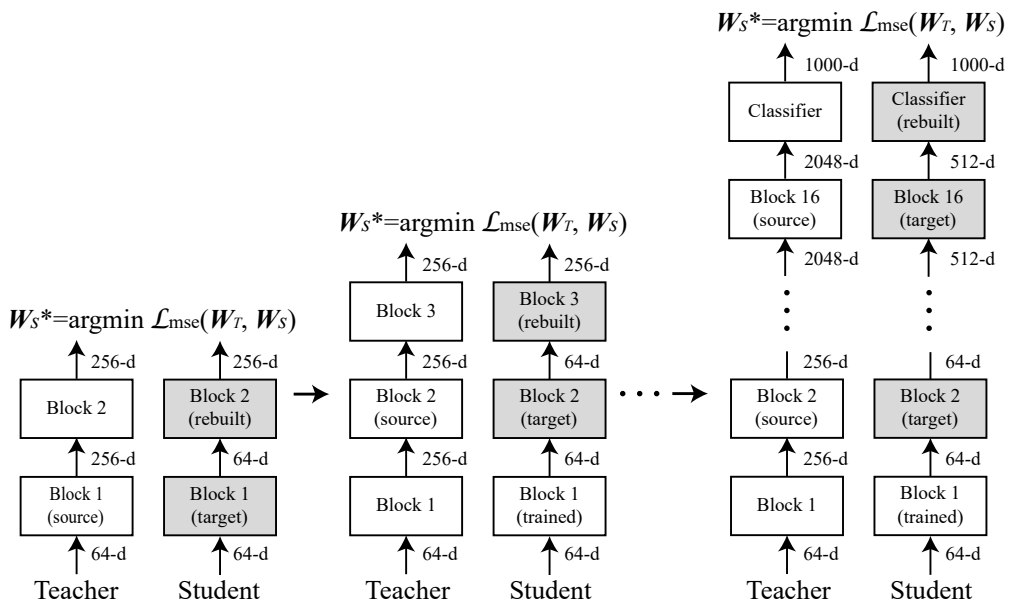 W_S*=argmin ℒmse(W_T, W_S)
256-d 256-d
Block 2
Block 2
(rebuilt)
256-d 64-d
Block 1
(source)
Block 1
(target)
64-d 64-d
Teacher Student
W_S*=argmin ℒmse(W_T, W_S)
256-d 256-d
Block 3
Block 3
(rebuilt)
256-d 64-d
Block 2
(source)
Block 2
(target)
256-d 64-d
Block 1
Block 1
(trained)
64-d 64-d
Teacher Student
W_S*=argmin ℒmse(W_T, W_S)
1000-d 1000-d
Classifier
Classifier
(rebuilt)
2048-d 512-d
Block 16
(source)
Block 16
(target)
2048-d 512-d
256-d 64-d
Block 2
(source)
Block 2
(target)
256-d 64-d
Block 1
Block 1
(trained)
64-d 64-d
Teacher Student